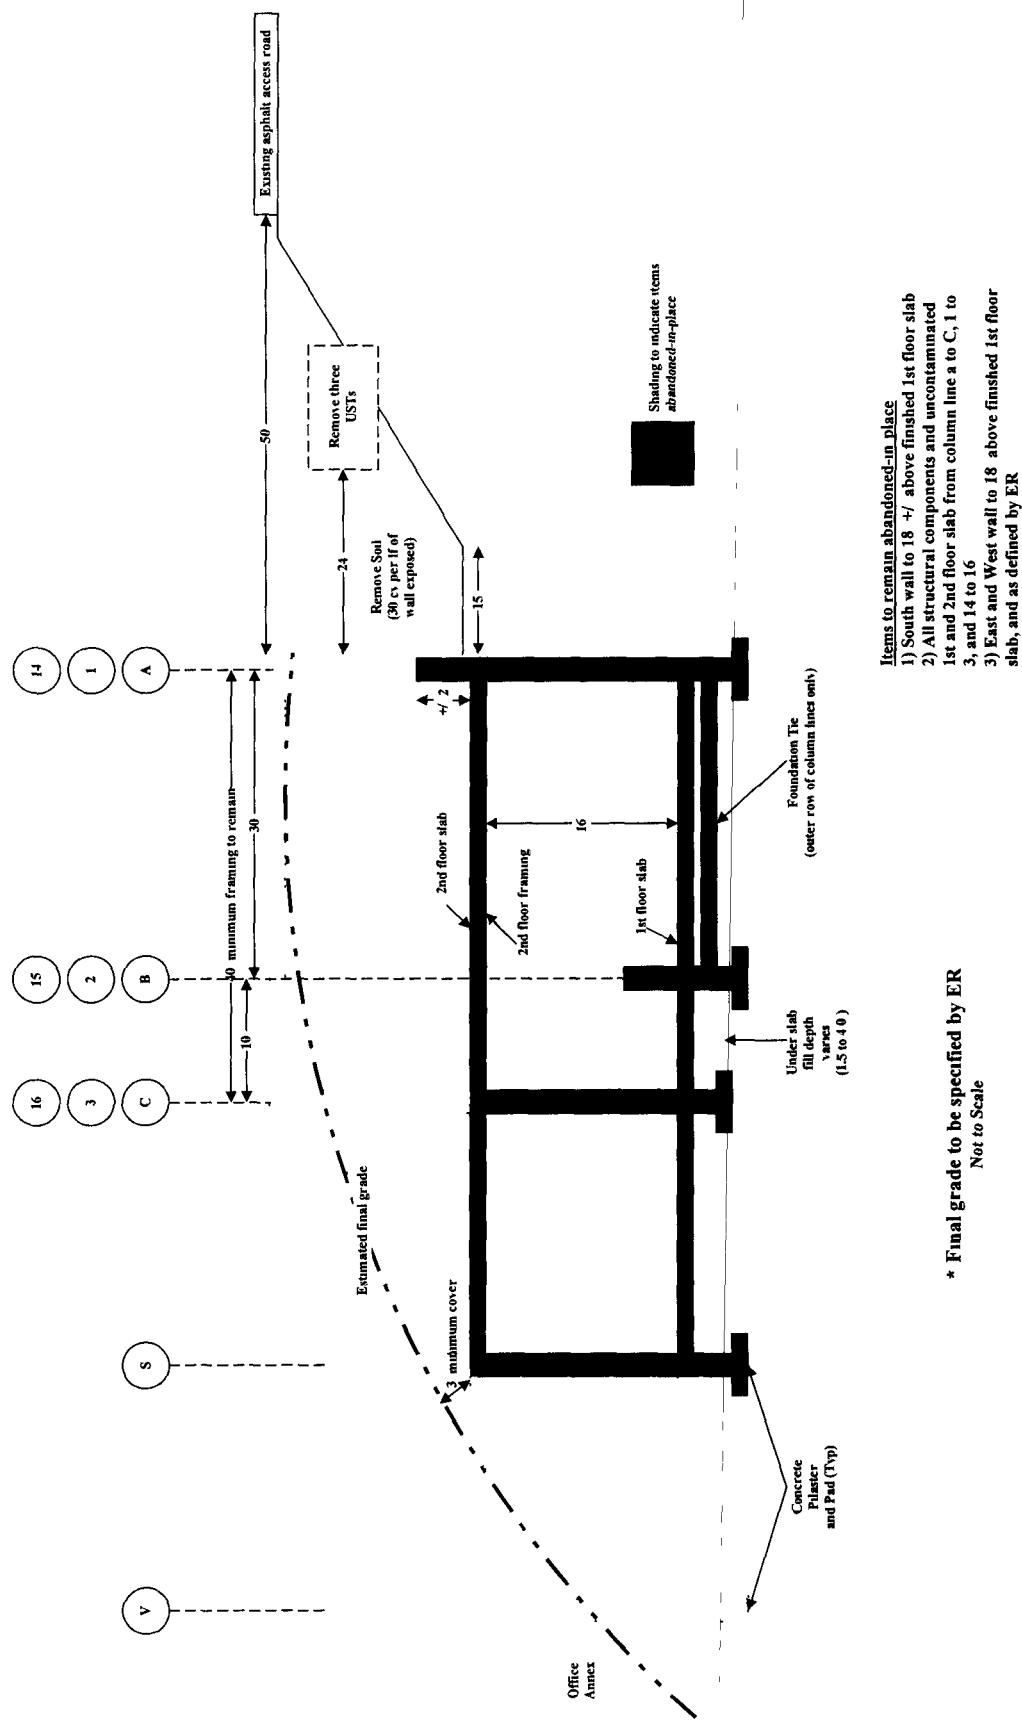 14
1
A
15
2
B
16
3
C
S
V
Existing asphalt access road
50
Remove three
USTs
24
Remove Soil
(30 cy per lf of
wall exposed)
15
minimum framing to remain
30
10
+/ 2
Estimated final grade
3 minimum cover
2nd floor slab
2nd floor framing
16
1st floor slab
Foundation Tie
(outer row of column lines only)
Under slab
fill depth
varies
(1.5 to 4 0 )
Concrete
Pilaster
and Pad (Typ)
Office
Annex
Shading to indicate items
abandoned-in-place
Items to remain abandoned-in place
1) South wall to 18 +/ above finished 1st floor slab
2) All structural components and uncontaminated
1st and 2nd floor slab from column line a to C, 1 to
3, and 14 to 16
3) East and West wall to 18 above finished 1st floor
slab, and as defined by ER
* Final grade to be specified by ER
Not to Scale